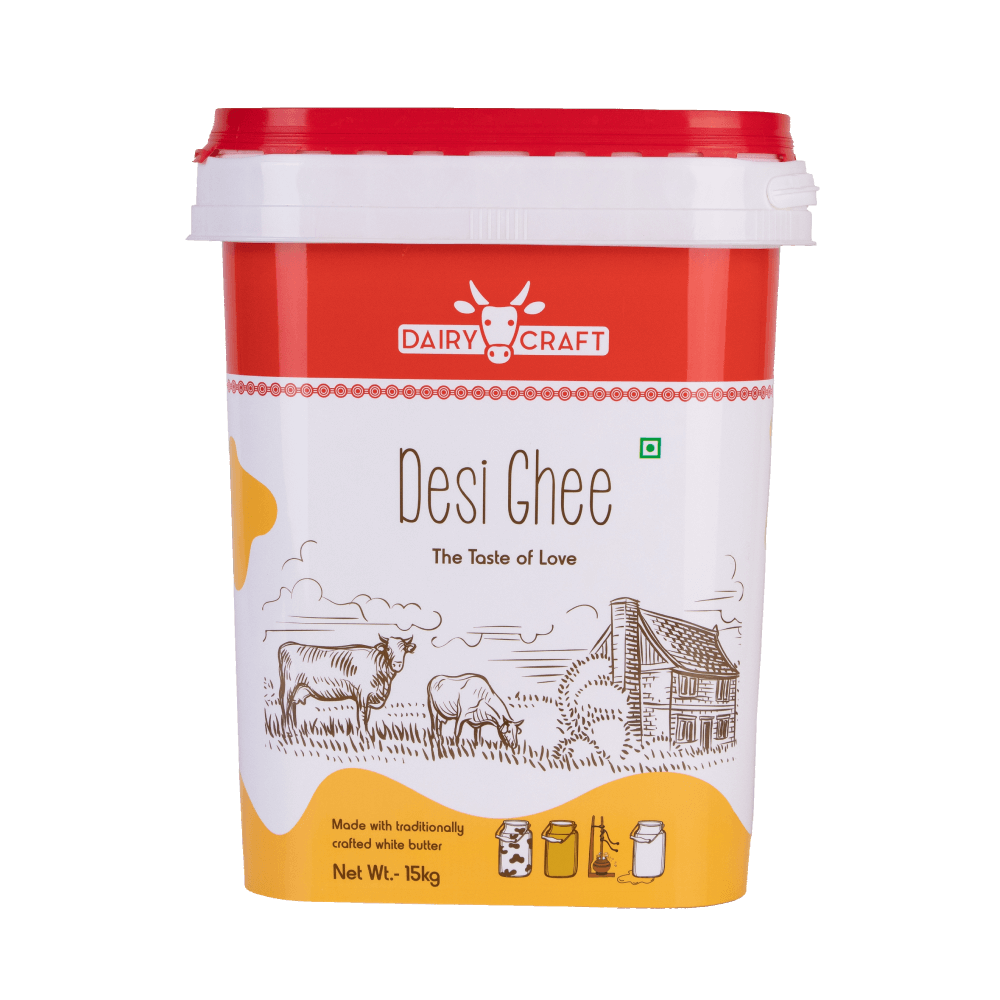 DAIRY CRAFT
Desi Ghee
The Taste of Love
Made with traditionally
crafted white butter
Net Wt.- 15kg